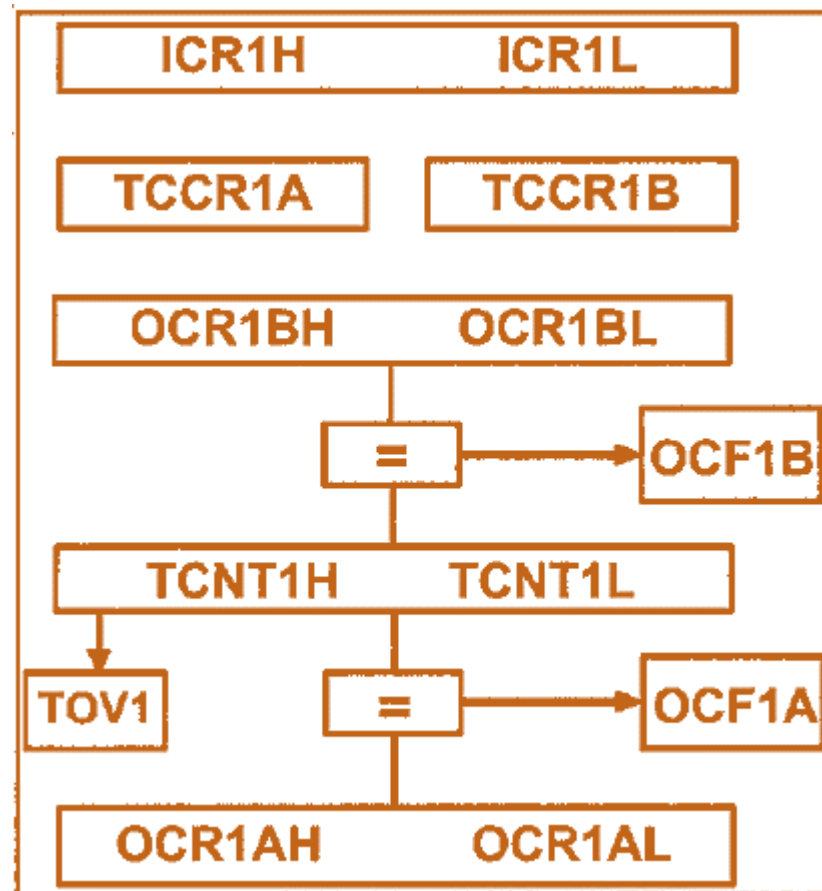 ICR1H ICR1L
TCCR1A TCCR1B
OCR1BH OCR1BL
= OCF1B
TCNT1H TCNT1L
TOV1 = OCF1A
OCR1AH OCR1AL